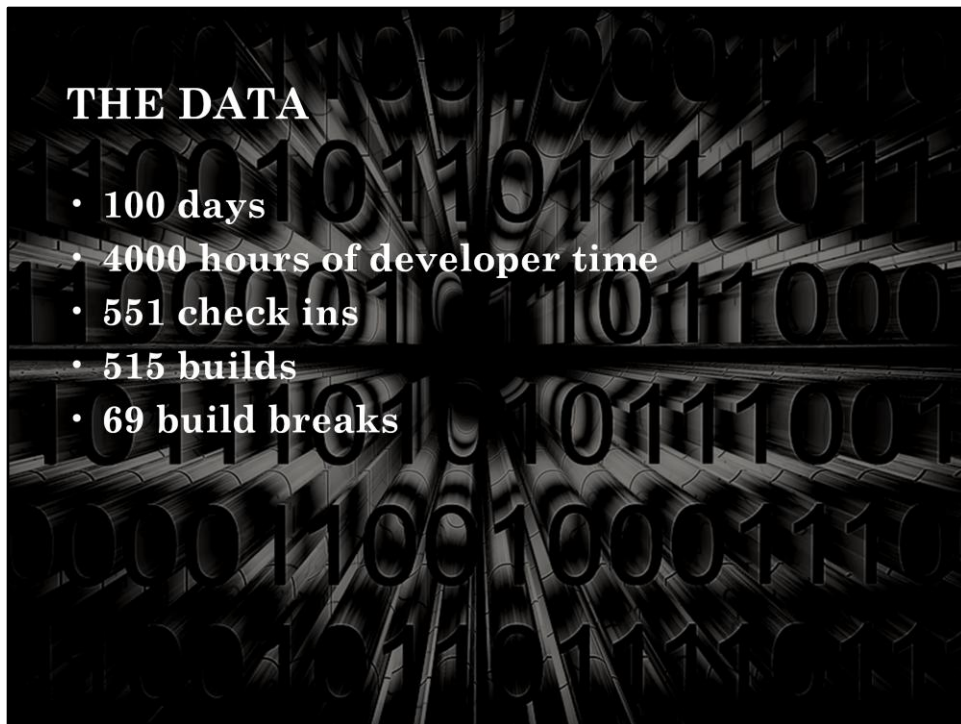 THE DATA
• 100 days
• 4000 hours of developer time
• 551 check ins
• 515 builds
• 69 build breaks